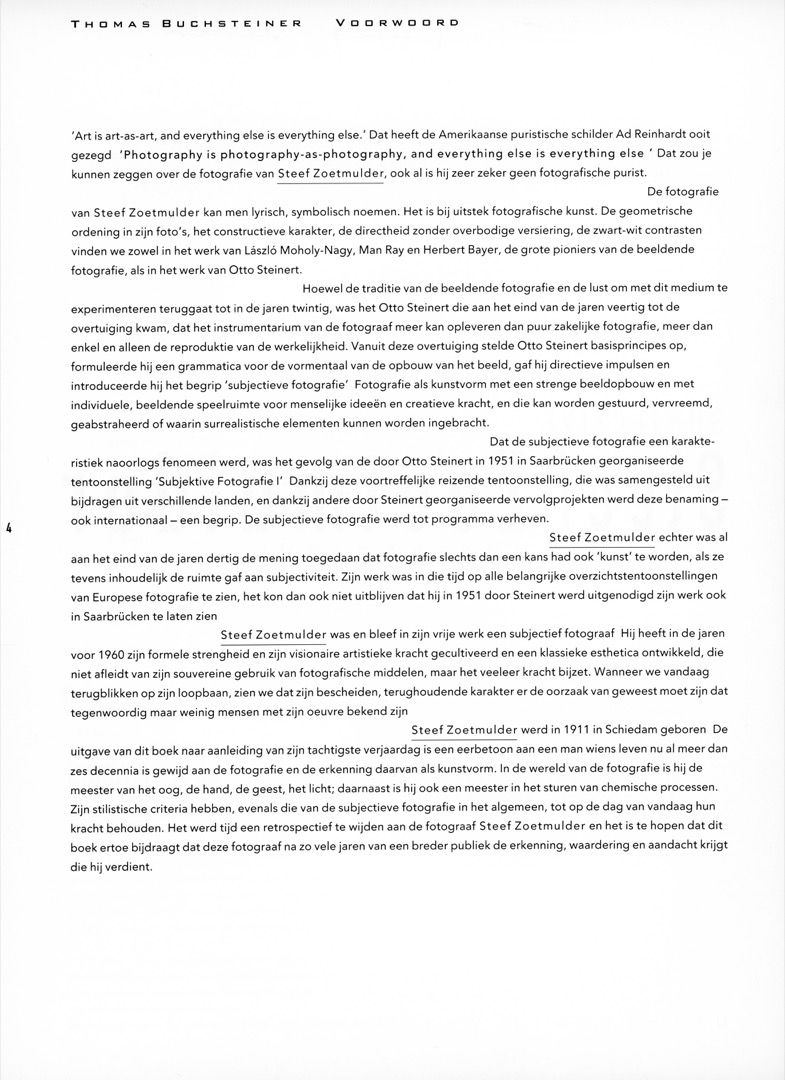 Thomas Buchsteiner Voorwoord
'Art is art-as-art, and everything else is everything else.' Dat heeft de Amerikaanse puristische schilder Ad Reinhardt ooit
gezegd 'Photography is photography-as-photography, and everything else is everything else ' Dat zou je
kunnen zeggen over de fotografie van Steef Zoetmulder, ook al is hij zeer zeker geen fotografische purist.
De fotografie
van Steef Zoetmulder kan men lyrisch, symbolisch noemen. Het is bij uitstek fotografische kunst. De geometrische
ordening in zijn foto's, het constructieve karakter, de directheid zonder overbodige versiering, de zwart-wit contrasten
vinden we zowel in het werk van László Moholy-Nagy, Man Ray en Herbert Bayer, de grote pioniers van de beeldende
fotografie, als in het werk van Otto Steinert.
Hoewel de traditie van de beeldende fotografie en de lust om met dit medium te
experimenteren teruggaat tot in de jaren twintig, was het Otto Steinert die aan het eind van de jaren veertig tot de
overtuiging kwam, dat het instrumentarium van de fotograaf meer kan opleveren dan puur zakelijke fotografie, meer dan
enkel en alleen de reproduktie van de werkelijkheid. Vanuit deze overtuiging stelde Otto Steinert basisprincipes op,
formuleerde hij een grammatica voor de vormentaal van de opbouw van het beeld, gaf hij directieve impulsen en
introduceerde hij het begrip 'subjectieve fotografie' Fotografie als kunstvorm met een strenge beeldopbouw en met
individuele, beeldende speelruimte voor menselijke ideeën en creatieve kracht, en die kan worden gestuurd, vervreemd,
geabstraheerd of waarin surrealistische elementen kunnen worden ingebracht.
Dat de subjectieve fotografie een karakte-
ristiek naoorlogs fenomeen werd, was het gevolg van de door Otto Steinert in 1951 in Saarbrücken georganiseerde
tentoonstelling 'Subjektive Fotografie I' Dankzij deze voortreffelijke reizende tentoonstelling, die was samengesteld uit
bijdragen uit verschillende landen, en dankzij andere door Steinert georganiseerde vervolgprojekten werd deze benaming –
ook internationaal – een begrip. De subjectieve fotografie werd tot programma verheven.
4
Steef Zoetmulder echter was al
aan het eind van de jaren dertig de mening toegedaan dat fotografie slechts dan een kans had ook 'kunst' te worden, als ze
tevens inhoudelijk de ruimte gaf aan subjectiviteit. Zijn werk was in die tijd op alle belangrijke overzichtstentoonstellingen
van Europese fotografie te zien, het kon dan ook niet uitblijven dat hij in 1951 door Steinert werd uitgenodigd zijn werk ook
in Saarbrücken te laten zien
Steef Zoetmulder was en bleef in zijn vrije werk een subjectief fotograaf Hij heeft in de jaren
voor 1960 zijn formele strengheid en zijn visionaire artistieke kracht gecultiveerd en een klassieke esthetica ontwikkeld, die
niet afleidt van zijn souvereine gebruik van fotografische middelen, maar het veeleer kracht bijzet. Wanneer we vandaag
terugblikken op zijn loopbaan, zien we dat zijn bescheiden, terughoudende karakter er de oorzaak van geweest moet zijn dat
tegenwoordig maar weinig mensen met zijn oeuvre bekend zijn
Steef Zoetmulder werd in 1911 in Schiedam geboren De
uitgave van dit boek naar aanleiding van zijn tachtigste verjaardag is een eerbetoon aan een man wiens leven nu al meer dan
zes decennia is gewijd aan de fotografie en de erkenning daarvan als kunstvorm. In de wereld van de fotografie is hij de
meester van het oog, de hand, de geest, het licht; daarnaast is hij ook een meester in het sturen van chemische processen.
Zijn stilistische criteria hebben, evenals die van de subjectieve fotografie in het algemeen, tot op de dag van vandaag hun
kracht behouden. Het werd tijd een retrospectief te wijden aan de fotograaf Steef Zoetmulder en het is te hopen dat dit
boek ertoe bijdraagt dat deze fotograaf na zo vele jaren van een breder publiek de erkenning, waardering en aandacht krijgt
die hij verdient.